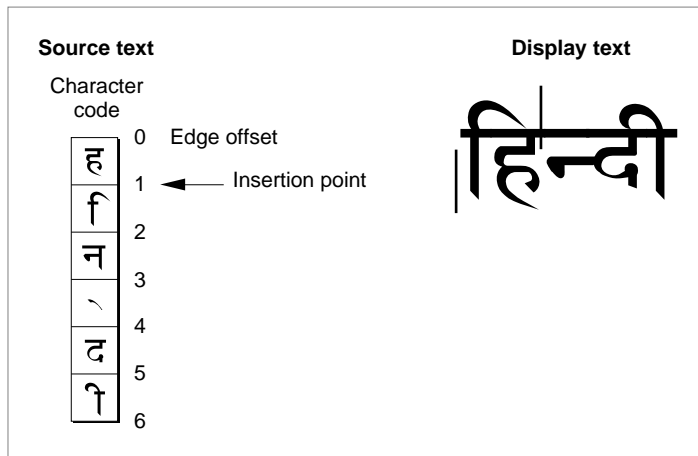 Source text
Display text
Character
code
0 Edge offset
ह
1 Insertion point
ि
2
न
3
्
4
द
5
ी
6
हिन्दी